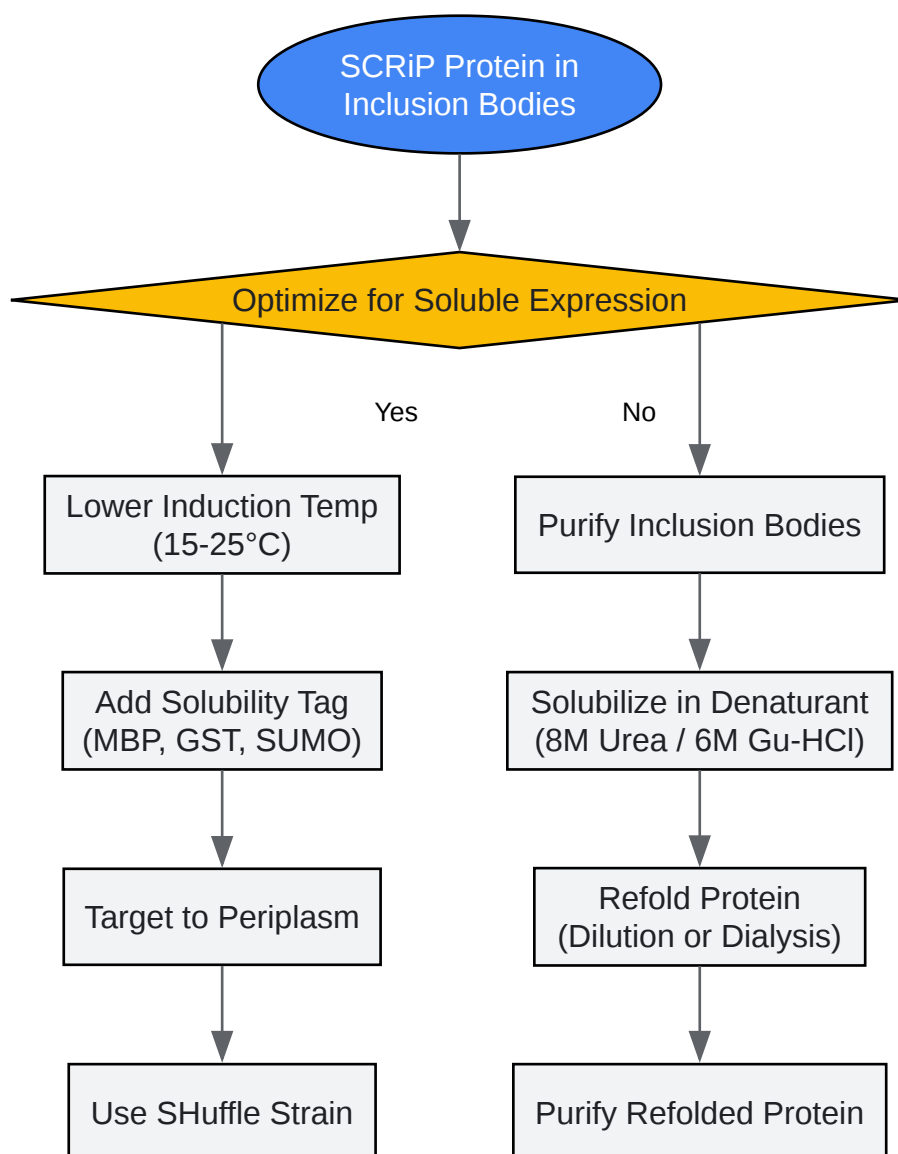 SCRiP Protein in
Inclusion Bodies
Optimize for Soluble Expression
Yes
No
Lower Induction Temp
(15-25°C)
Purify Inclusion Bodies
Add Solubility Tag
(MBP, GST, SUMO)
Solubilize in Denaturant
(8M Urea / 6M Gu-HCl)
Target to Periplasm
Refold Protein
(Dilution or Dialysis)
Use SHuffle Strain
Purify Refolded Protein